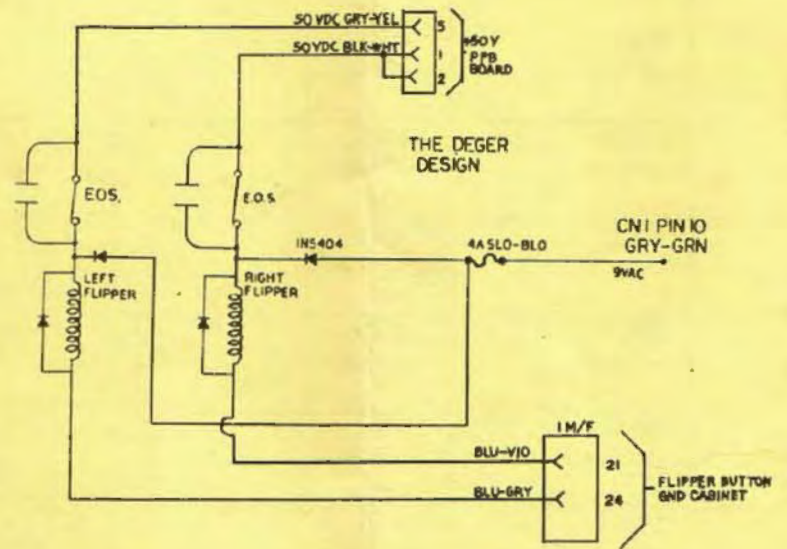 50 VDC GRY-YEL
5
50 VDC BLK-WHT
1
2
+50V
PPB
BOARD
THE DEGER
DESIGN
E.O.S.
E.O.S.
IN5404
4A SLO-BLO
CN1 PIN 10
GRY-GRN
9VAC
LEFT
FLIPPER
RIGHT
FLIPPER
1 M/F
BLU-VIO
21
BLU-GRY
24
FLIPPER BUTTON
GND CABINET